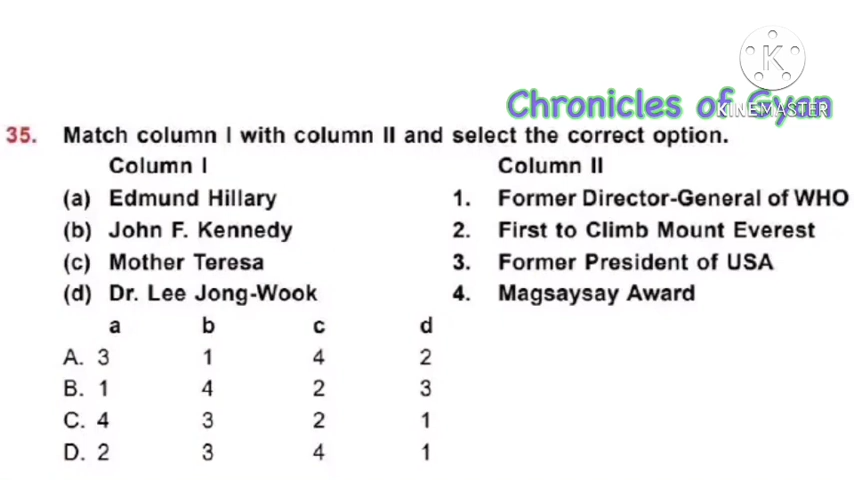 K
Chronicles of Gyan
KINEMASTER
35. Match column I with column II and select the correct option.
Column I Column II
(a) Edmund Hillary 1. Former Director-General of WHO
(b) John F. Kennedy 2. First to Climb Mount Everest
(c) Mother Teresa 3. Former President of USA
(d) Dr. Lee Jong-Wook 4. Magsaysay Award
a b c d
A. 3 1 4 2
B. 1 4 2 3
C. 4 3 2 1
D. 2 3 4 1